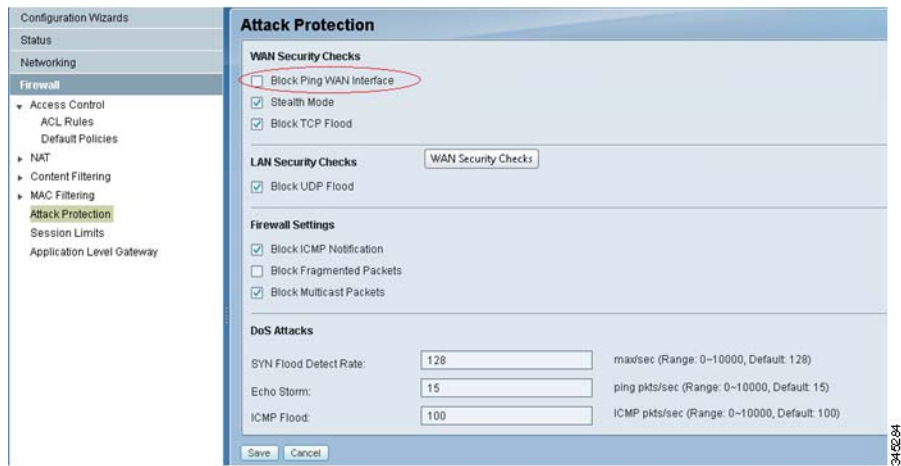 Configuration Wizards
Status
Networking
Firewall
Access Control
ACL Rules
Default Policies
NAT
Content Filtering
MAC Filtering
Attack Protection
Session Limits
Application Level Gateway
Attack Protection
WAN Security Checks
Block Ping WAN Interface
Stealth Mode
Block TCP Flood
LAN Security Checks
WAN Security Checks
Block UDP Flood
Firewall Settings
Block ICMP Notification
Block Fragmented Packets
Block Multicast Packets
DoS Attacks
SYN Flood Detect Rate: 128 max/sec (Range: 0~10000, Default: 128)
Echo Storm: 15 ping pkts/sec (Range: 0~10000, Default: 15)
ICMP Flood: 100 ICMP pkts/sec (Range: 0~10000, Default: 100)
Save Cancel
345284